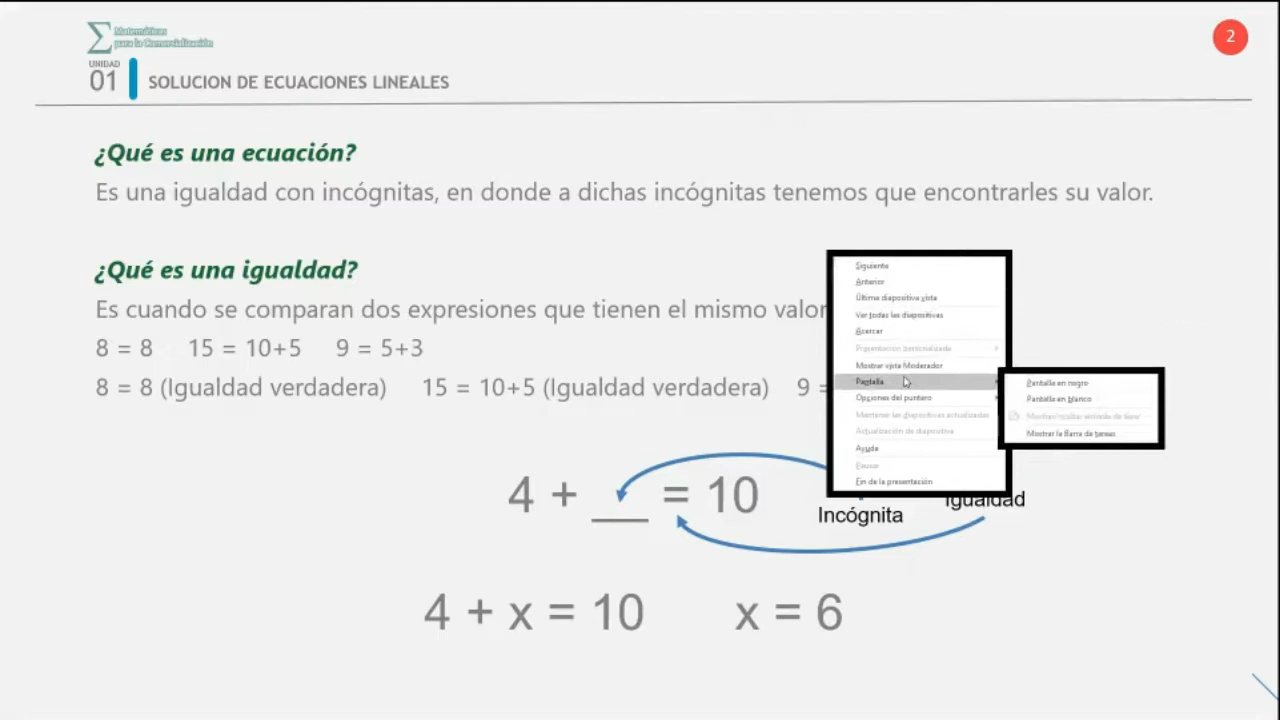 Matemáticas
para la Comercialización
UNIDAD
01
SOLUCION DE ECUACIONES LINEALES
2
¿Qué es una ecuación?
Es una igualdad con incógnitas, en donde a dichas incógnitas tenemos que encontrarles su valor.
¿Qué es una igualdad?
Es cuando se comparan dos expresiones que tienen el mismo valor
8 = 8 15 = 10+5 9 = 5+3
8 = 8 (Igualdad verdadera) 15 = 10+5 (Igualdad verdadera) 9 =
Siguiente
Anterior
Última diapositiva vista
Ver todas las diapositivas
Acercar
Presentación personalizada
Mostrar vista Moderador
Pantalla
Opciones del puntero
Mantener las diapositivas actualizadas
Actualización de diapositiva
Ayuda
Pausar
Fin de la presentación
Pantalla en negro
Pantalla en blanco
Mostrar la Barra de tareas
4 + __ = 10
Incógnita
Igualdad
4 + x = 10 x = 6